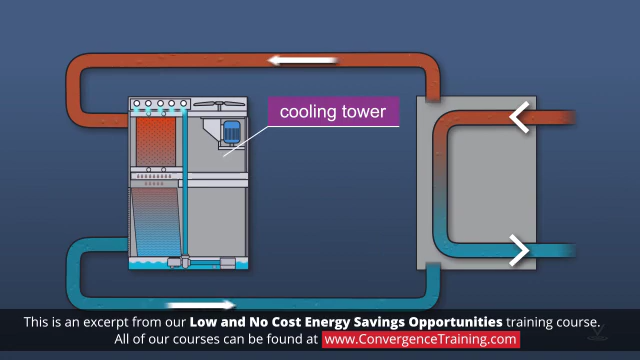 cooling tower
This is an excerpt from our Low and No Cost Energy Savings Opportunities training course.
All of our courses can be found at www.ConvergenceTraining.com